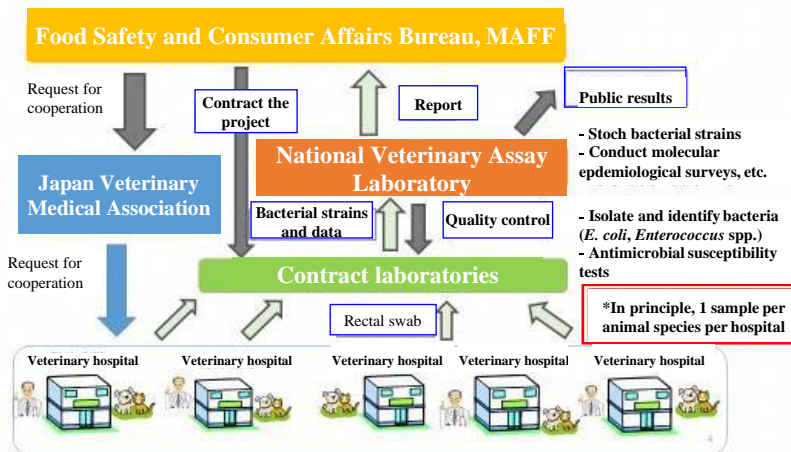 Food Safety and Consumer Affairs Bureau, MAFF
Request for
cooperation
Contract the
project
Report
Public results
- Stoch bacterial strains
- Conduct molecular
epidemiological surveys, etc.
National Veterinary Assay
Laboratory
Japan Veterinary
Medical Association
Bacterial strains
and data
Quality control
- Isolate and identify bacteria
(E. coli, Enterococcus spp.)
- Antimicrobial susceptibility
tests
Request for
cooperation
Contract laboratories
*In principle, 1 sample per
animal species per hospital
Rectal swab
Veterinary hospital
Veterinary hospital
Veterinary hospital
Veterinary hospital
Veterinary hospital
4